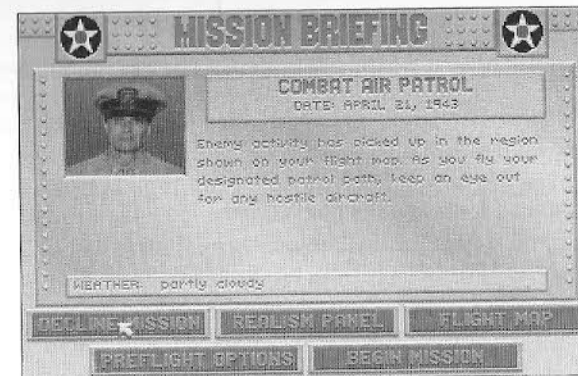 MISSION BRIEFING
COMBAT AIR PATROL
DATE: APRIL 21, 1943
Enemy activity has picked up in the region
shown on your flight map. As you fly your
designated patrol path, keep an eye out
for any hostile aircraft.
WEATHER: partly cloudy
DECLINE MISSION
REALISM PANEL
FLIGHT MAP
PREFLIGHT OPTIONS
BEGIN MISSION